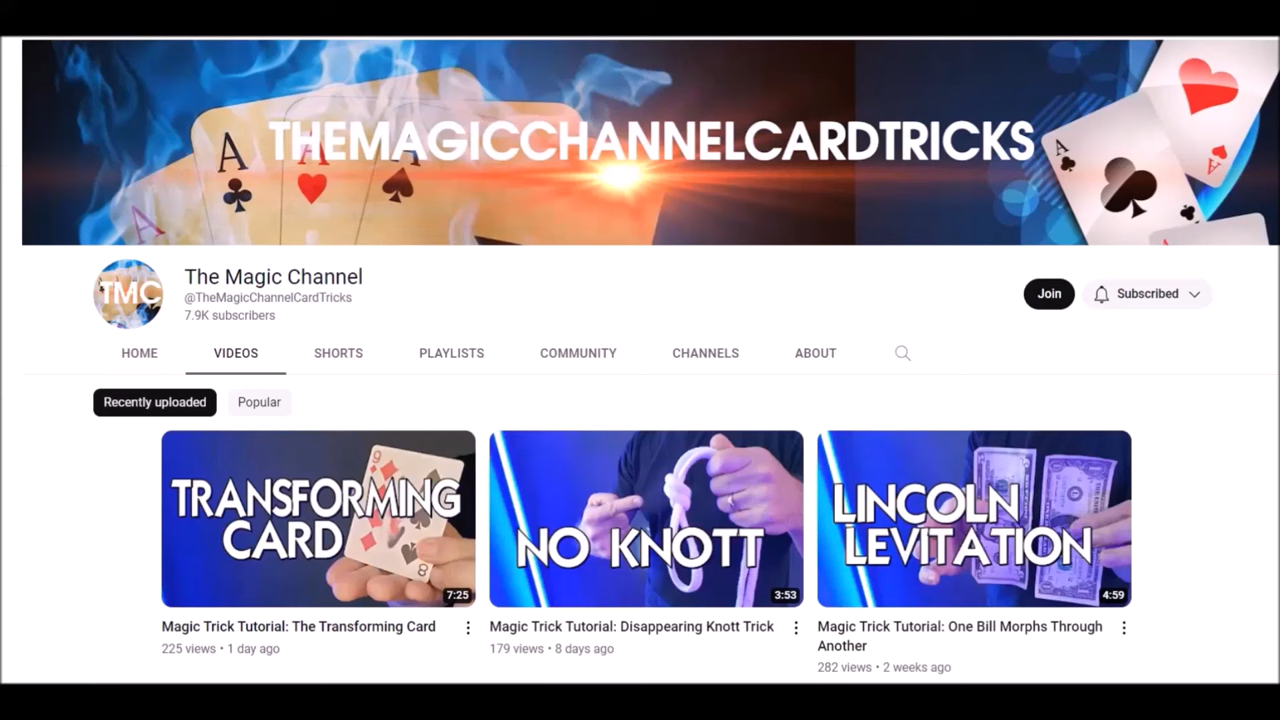 THEMAGICCHANNELCARDTRICKS
A
A
A
A
A
A
TMC
The Magic Channel
@TheMagicChannelCardTricks
7.9K subscribers
Join
Subscribed
HOME
VIDEOS
SHORTS
PLAYLISTS
COMMUNITY
CHANNELS
ABOUT
Recently uploaded
Popular
9
TRANSFORMING
CARD
8
7:25
NO KNOTT
3:53
LINCOLN
LEVITATION
4:59
Magic Trick Tutorial: The Transforming Card
225 views • 1 day ago
Magic Trick Tutorial: Disappearing Knott Trick
179 views • 8 days ago
Magic Trick Tutorial: One Bill Morphs Through
Another
282 views • 2 weeks ago